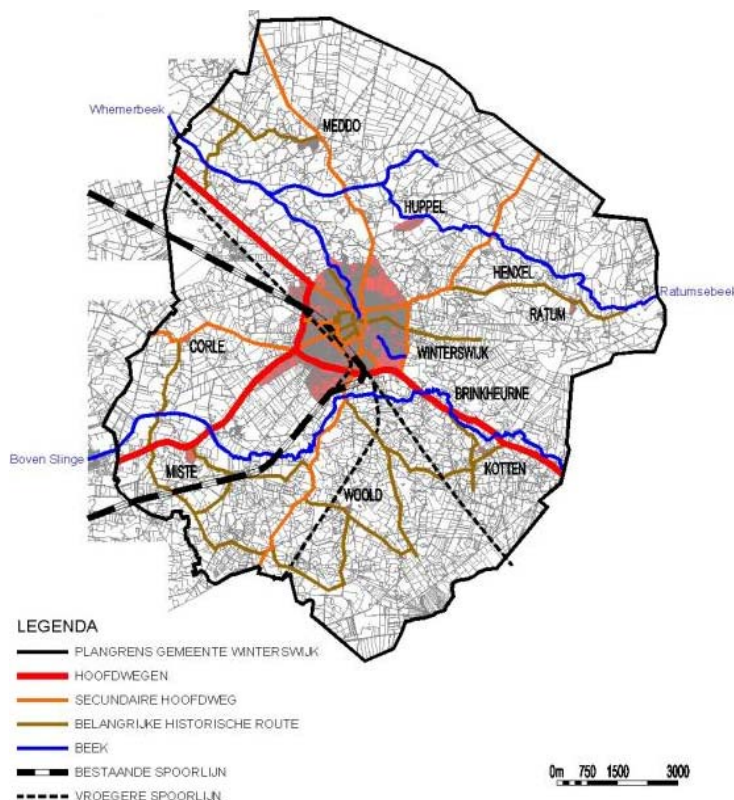 Whemerbeek
MEDDO
HUPPEL
HENXEL
Ratumsebeek
RATUM
CORLE
WINTERSWIJK
BRINKHEURNE
Boven Slinge
MISTE
KOTTEN
WOOLD
LEGENDA
PLANGRENS GEMEENTE WINTERSWIJK
HOOFDWEGEN
SECUNDAIRE HOOFDWEG
BELANGRIJKE HISTORISCHE ROUTE
BEEK
BESTAANDE SPOORLIJN
VROEGERE SPOORLIJN
0m 750 1500 3000